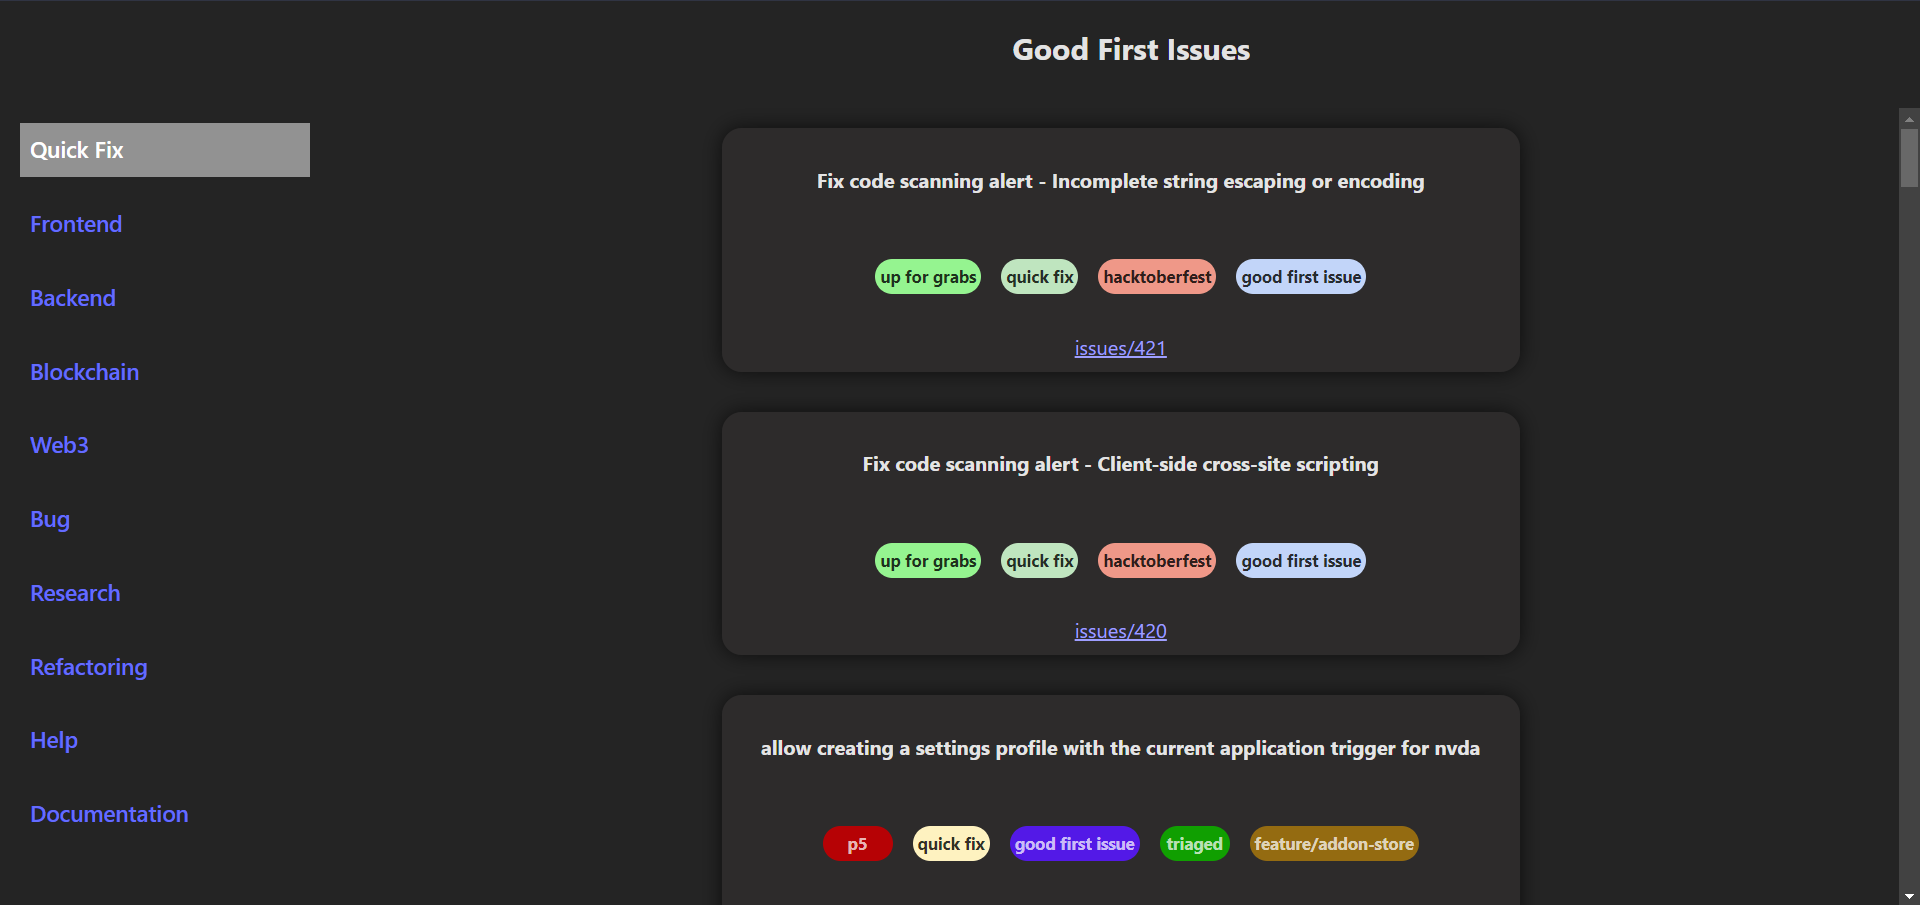 Good First Issues
Quick Fix
Frontend
Backend
Blockchain
Web3
Bug
Research
Refactoring
Help
Documentation
Fix code scanning alert - Incomplete string escaping or encoding
up for grabs quick fix hacktoberfest good first issue
issues/421
Fix code scanning alert - Client-side cross-site scripting
up for grabs quick fix hacktoberfest good first issue
issues/420
allow creating a settings profile with the current application trigger for nvda
p5 quick fix good first issue triaged feature/addon-store